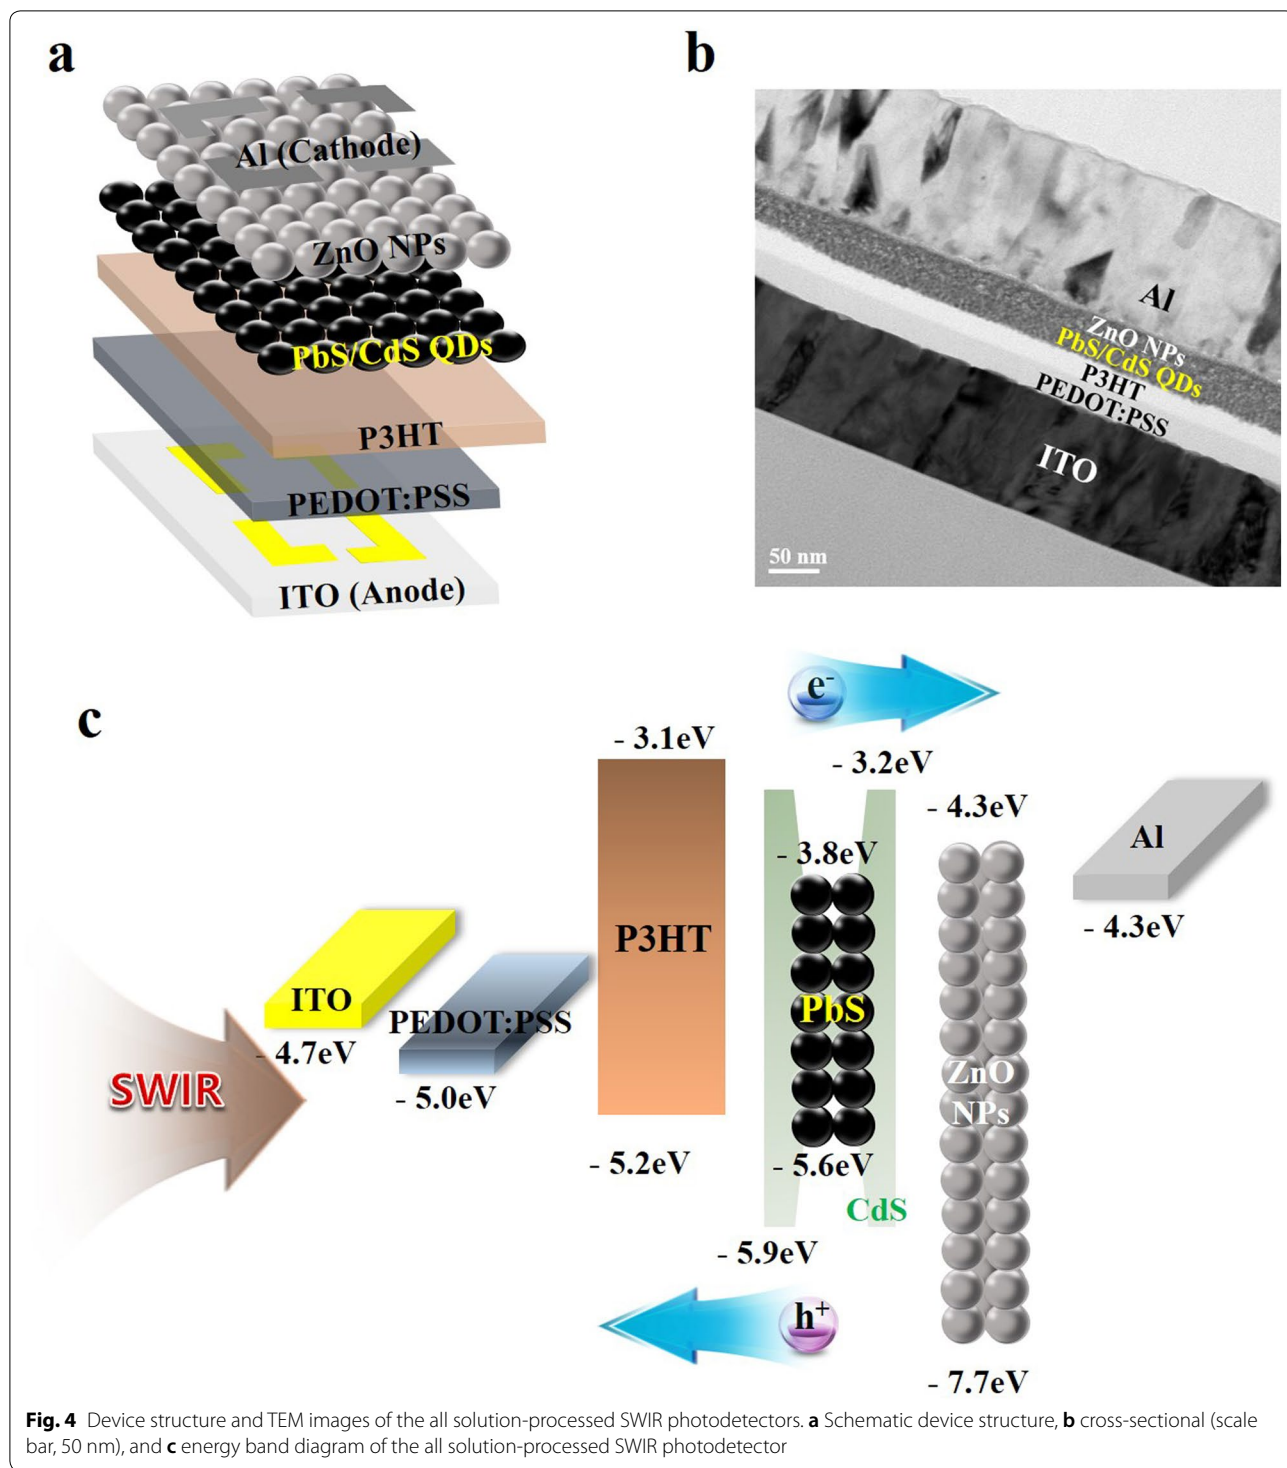 a
Al (Cathode)
ZnO NPs
PbS/CdS QDs
P3HT
PEDOT:PSS
ITO (Anode)
b
Al
ZnO NPs
PbS/CdS QDs
P3HT
PEDOT:PSS
ITO
50 nm
c
e-
- 3.1eV
- 3.2eV
- 4.3eV
- 3.8eV
Al
- 4.3eV
P3HT
ITO
PEDOT:PSS
PbS
- 4.7eV
SWIR
- 5.0eV
ZnO
NPs
- 5.2eV
- 5.6eV
CdS
- 5.9eV
h+
- 7.7eV
Fig. 4 Device structure and TEM images of the all solution-processed SWIR photodetectors. a Schematic device structure, b cross-sectional (scale
bar, 50 nm), and c energy band diagram of the all solution-processed SWIR photodetector